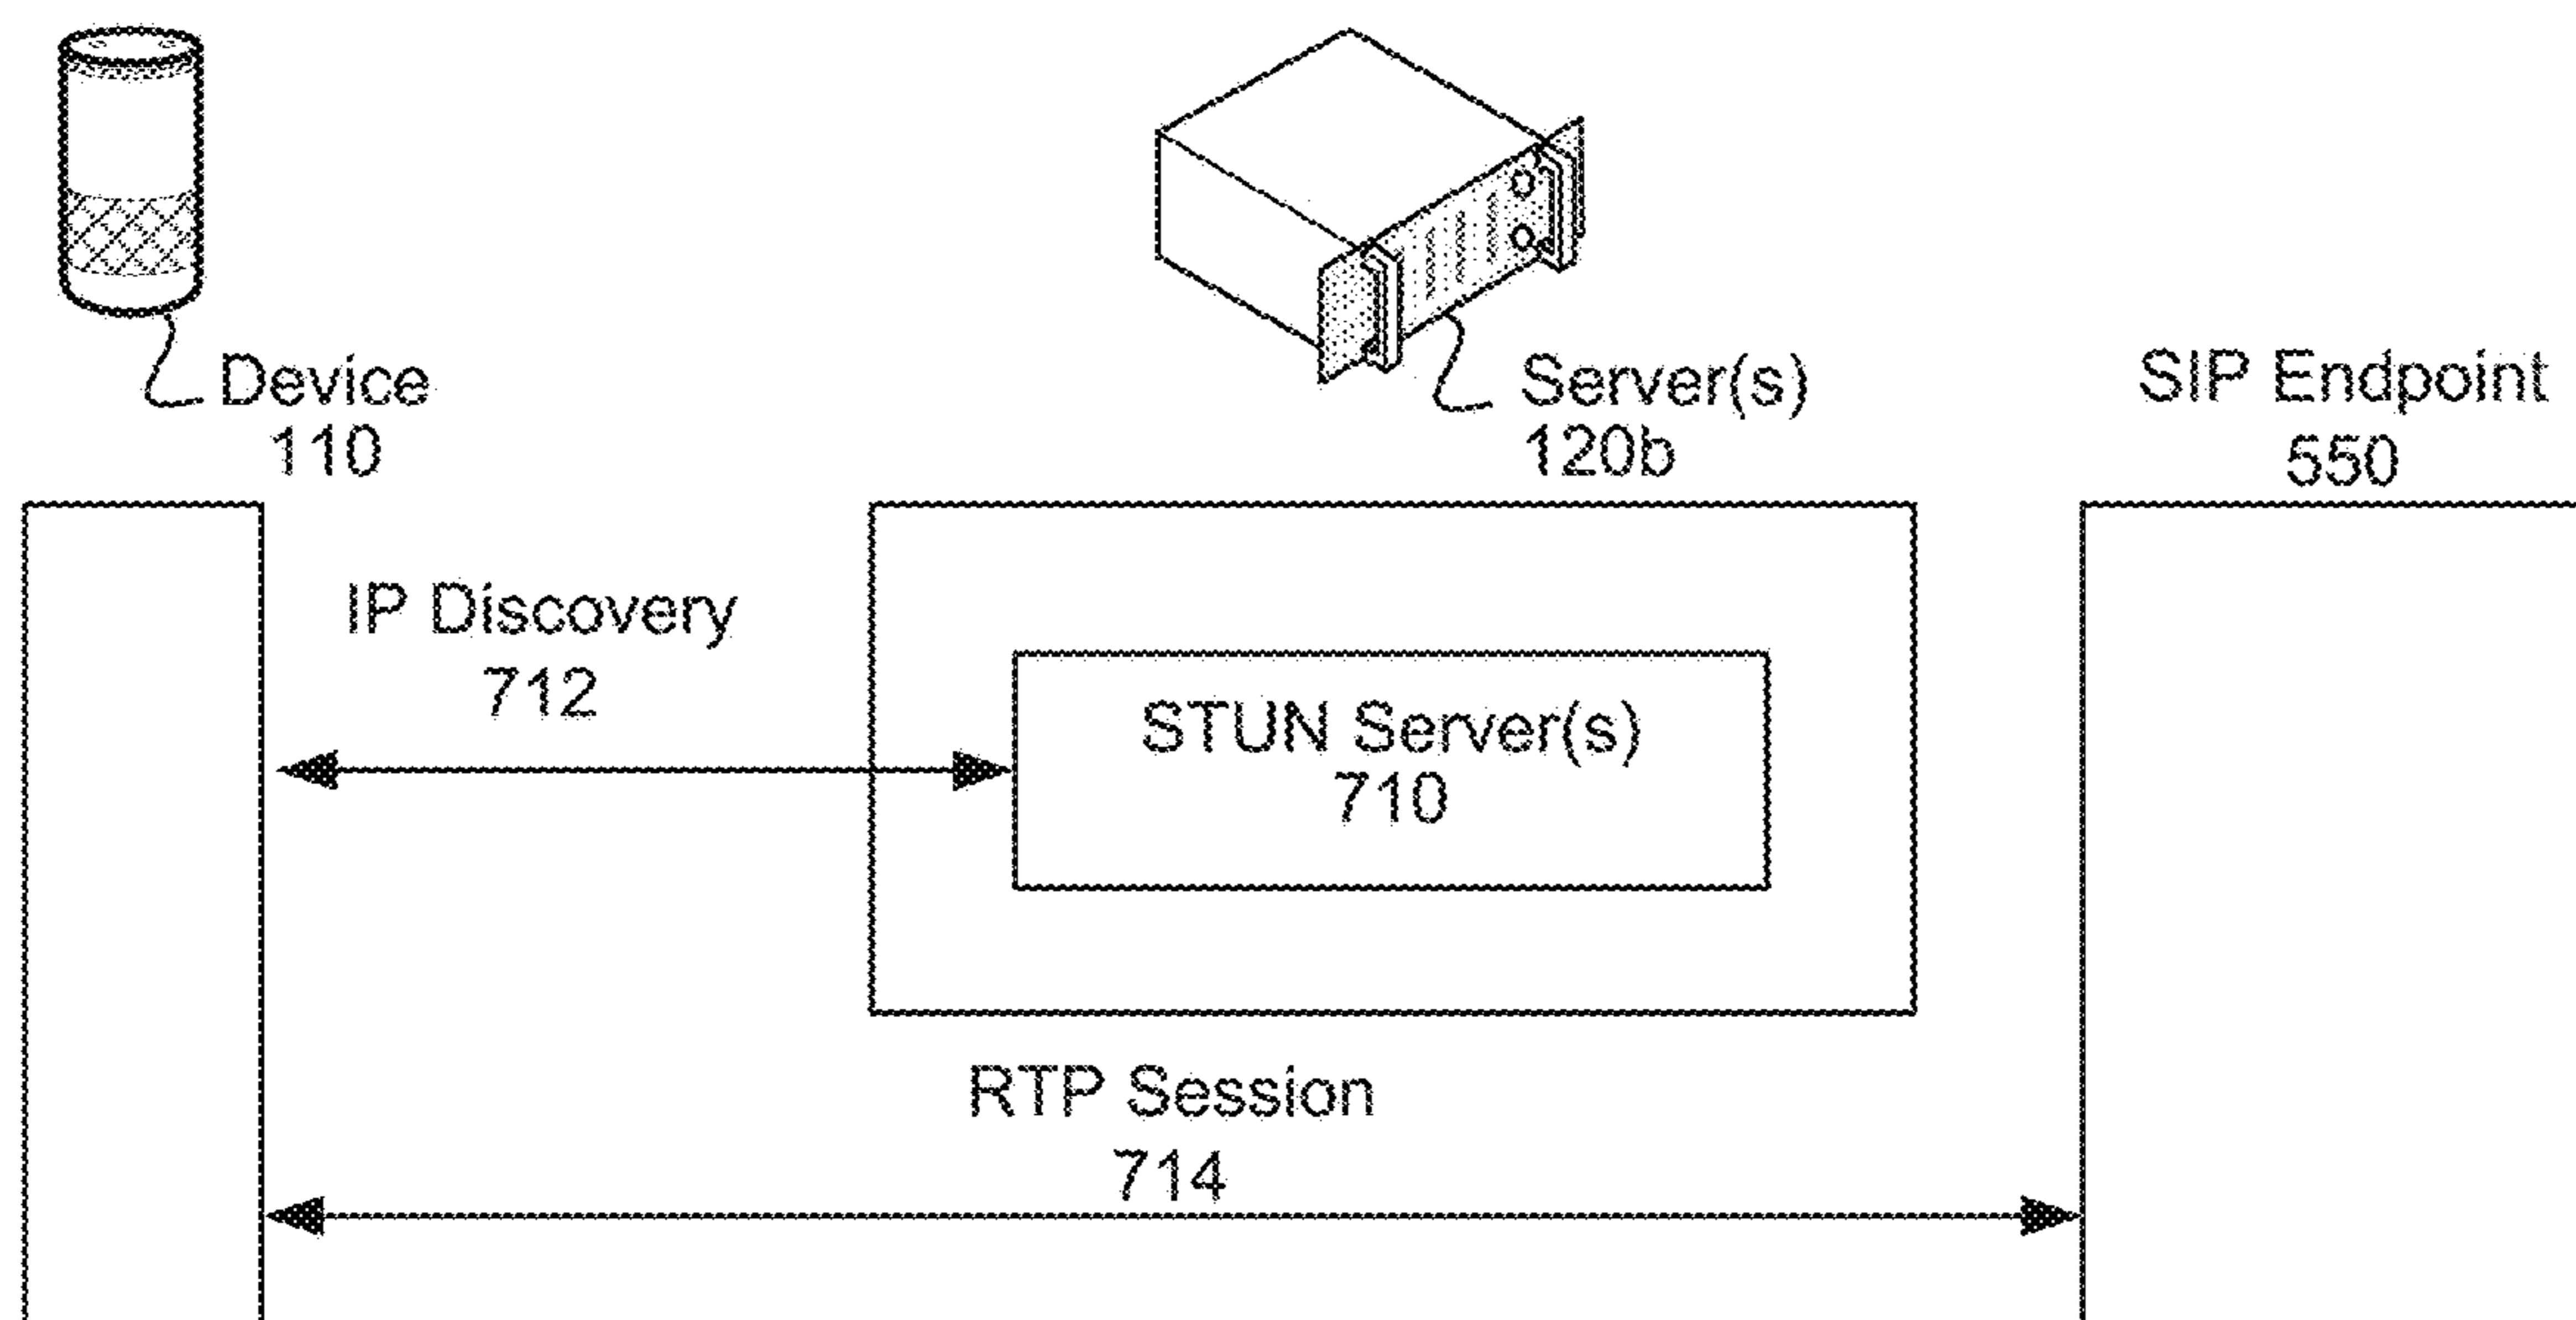 Device
110
Server(s)
120b
SIP Endpoint
550
IP Discovery
712
STUN Server(s)
710
RTP Session
714